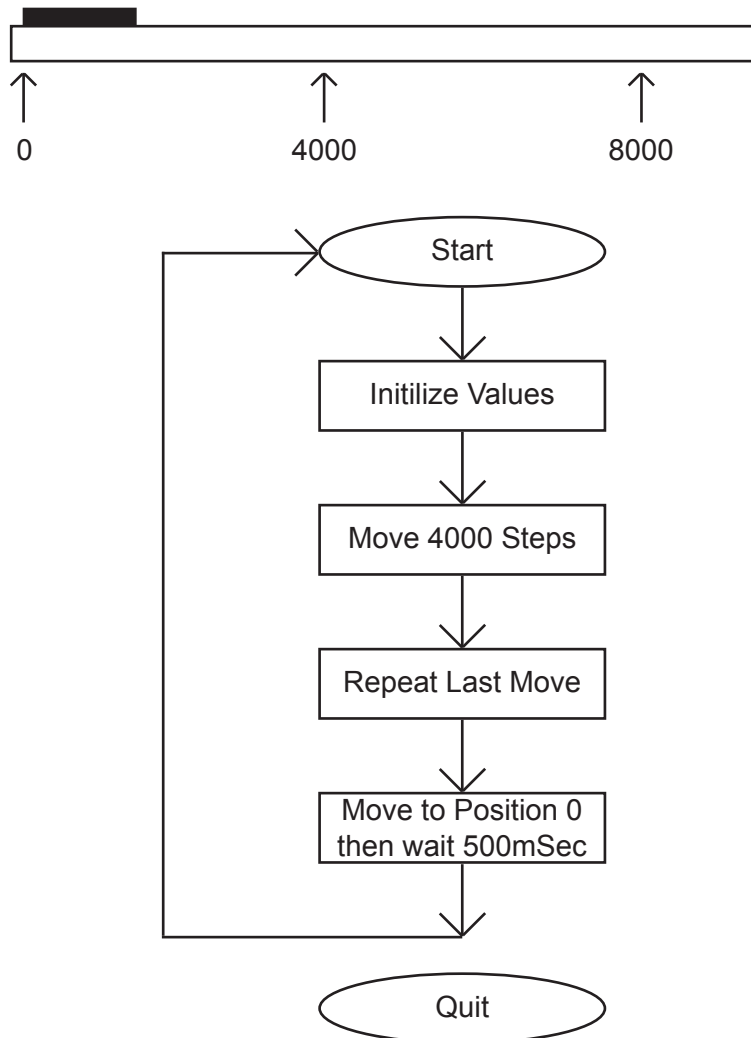 0 4000 8000
Start
Initilize Values
Move 4000 Steps
Repeat Last Move
Move to Position 0
then wait 500mSec
Quit